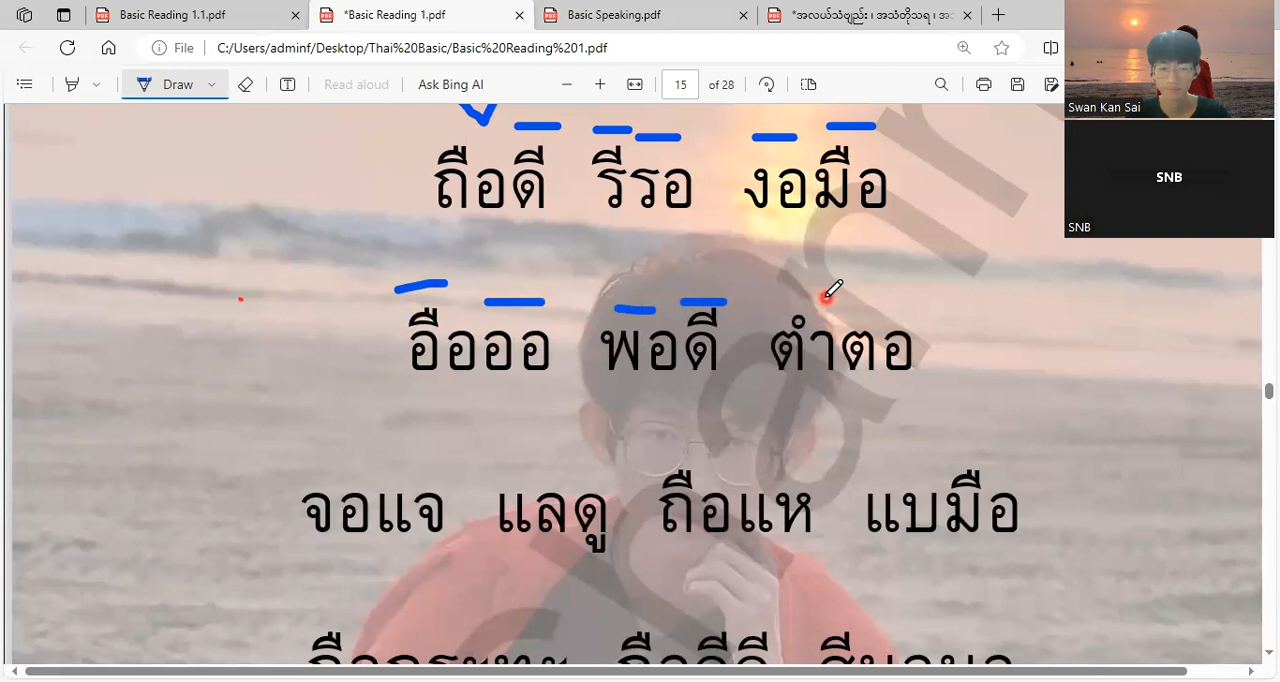 Basic Reading 1.1.pdf
*Basic Reading 1.pdf
Basic Speaking.pdf
File
C:/Users/adminf/Desktop/Thai%20Basic/Basic%20Reading%201.pdf
Draw
Read aloud
Ask Bing AI
15
of 28
Swan Kan Sai
SNB
SNB
ถือดี รีรอ งอมือ
อืออออ พอดี ตำตอ
จอแจ แลดู ถือแห แบมือ